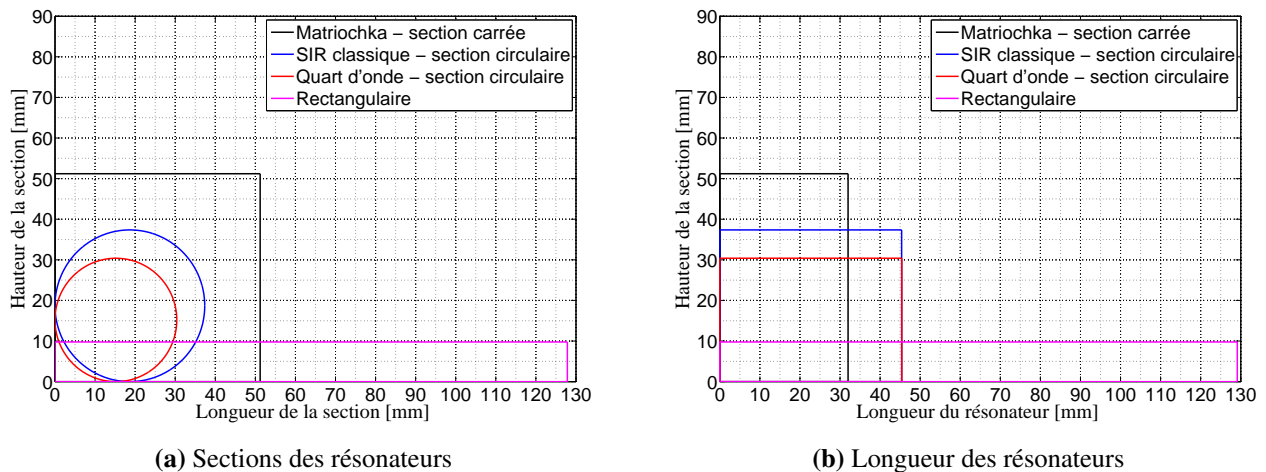 90
80
70
60
50
40
30
20
10
0
Hauteur de la section [mm]
Matriochka − section carrée
SIR classique − section circulaire
Quart d'onde − section circulaire
Rectangulaire
0 10 20 30 40 50 60 70 80 90 100 110 120 130
Longueur de la section [mm]
(a) Sections des résonateurs
90
80
70
60
50
40
30
20
10
0
Hauteur de la section [mm]
Matriochka − section carrée
SIR classique − section circulaire
Quart d'onde − section circulaire
Rectangulaire
0 10 20 30 40 50 60 70 80 90 100 110 120 130
Longueur du résonateur [mm]
(b) Longueur des résonateurs